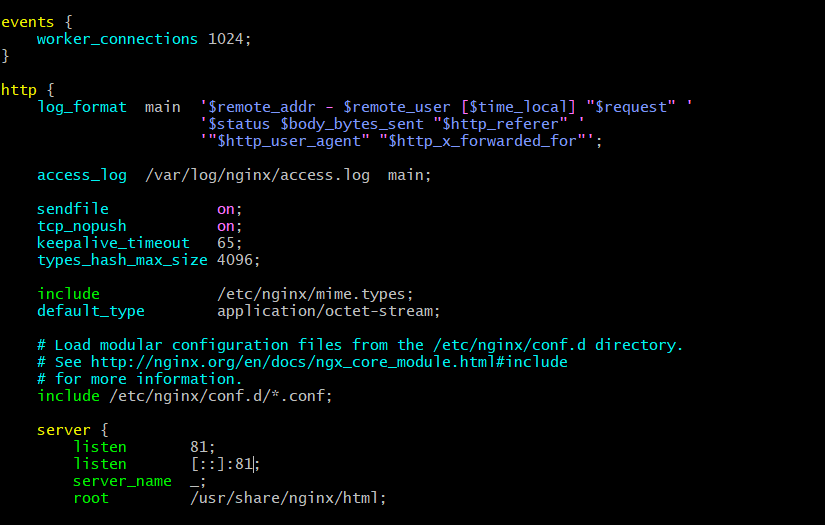 events {
    worker_connections 1024;
}
http {
    log_format  main  '$remote_addr - $remote_user [$time_local] "$request" '
                      '$status $body_bytes_sent "$http_referer" '
                      '"$http_user_agent" "$http_x_forwarded_for"';
    access_log  /var/log/nginx/access.log  main;
    sendfile            on;
    tcp_nopush          on;
    keepalive_timeout   65;
    types_hash_max_size 4096;
    include             /etc/nginx/mime.types;
    default_type        application/octet-stream;
    # Load modular configuration files from the /etc/nginx/conf.d directory.
    # See http://nginx.org/en/docs/ngx_core_module.html#include
    # for more information.
    include /etc/nginx/conf.d/*.conf;
    server {
        listen       81;
        listen       [::]:81;
        server_name  _;
        root         /usr/share/nginx/html;